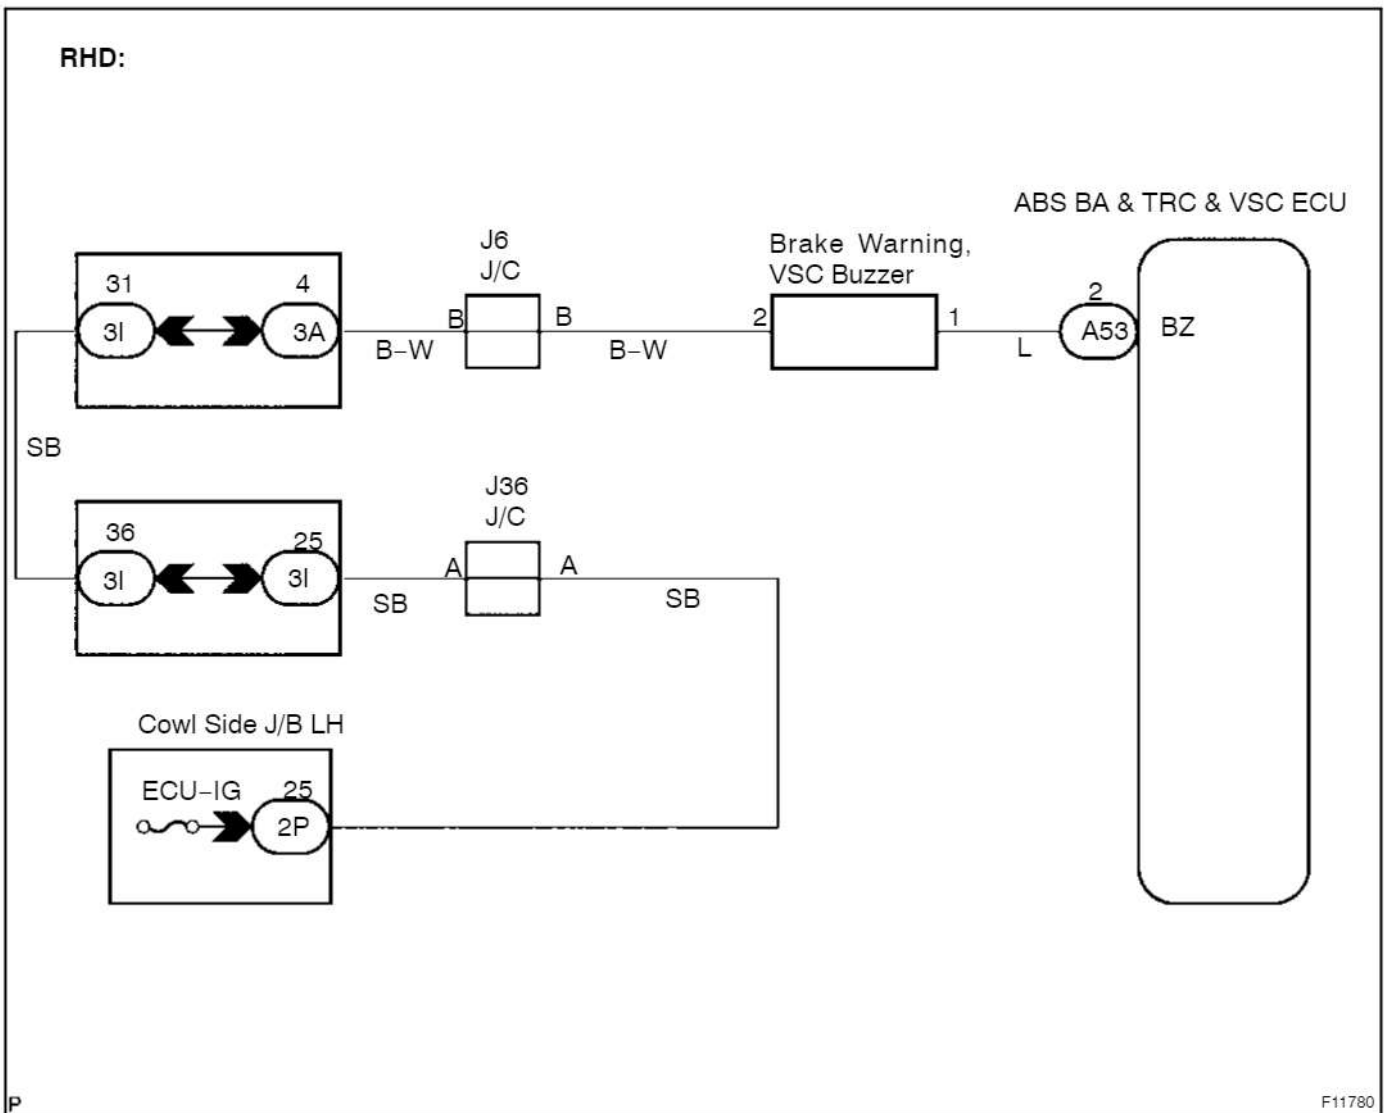 RHD:
ABS BA & TRC & VSC ECU
J6
J/C
Brake Warning,
VSC Buzzer
31
4
2
3I
3A
B
B
2
1
A53
BZ
B–W
B–W
L
SB
J36
J/C
36
25
3I
3I
A
A
SB
SB
Cowl Side J/B LH
ECU–IG
25
2P
P
F11780